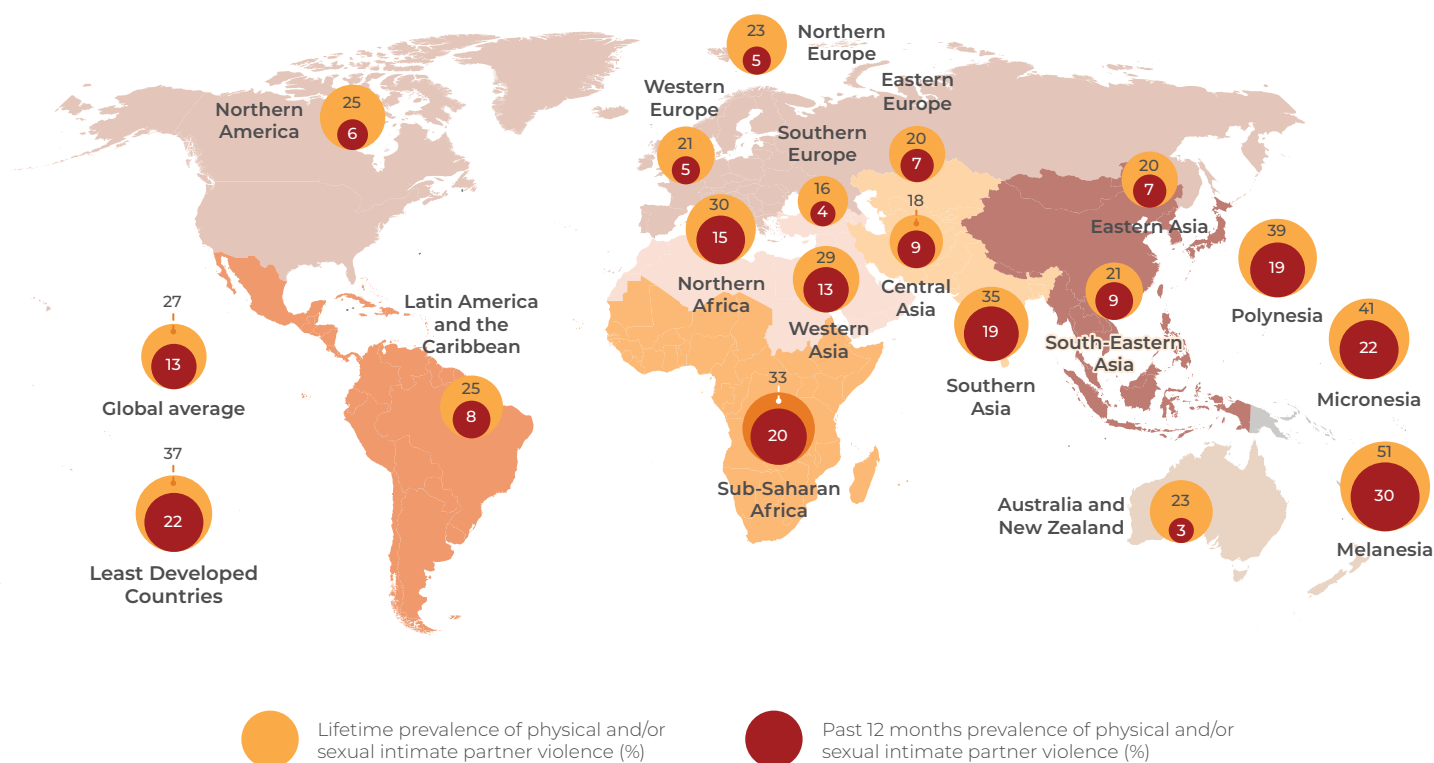 23
5
Northern
Europe
Western
Europe
21
5
Eastern
Europe
20
7
Northern
America
25
6
Southern
Europe
16
4
20
7
Eastern Asia
30
15
Northern
Africa
18
9
Central
Asia
29
13
Western
Asia
39
19
Polynesia
21
9
South-Eastern
Asia
35
19
Southern
Asia
41
22
Micronesia
27
13
Global average
Latin America
and the
Caribbean
25
8
33
20
Sub-Saharan
Africa
37
22
Least Developed
Countries
Australia and
New Zealand
23
3
51
30
Melanesia
Lifetime prevalence of physical and/or
sexual intimate partner violence (%)
Past 12 months prevalence of physical and/or
sexual intimate partner violence (%)